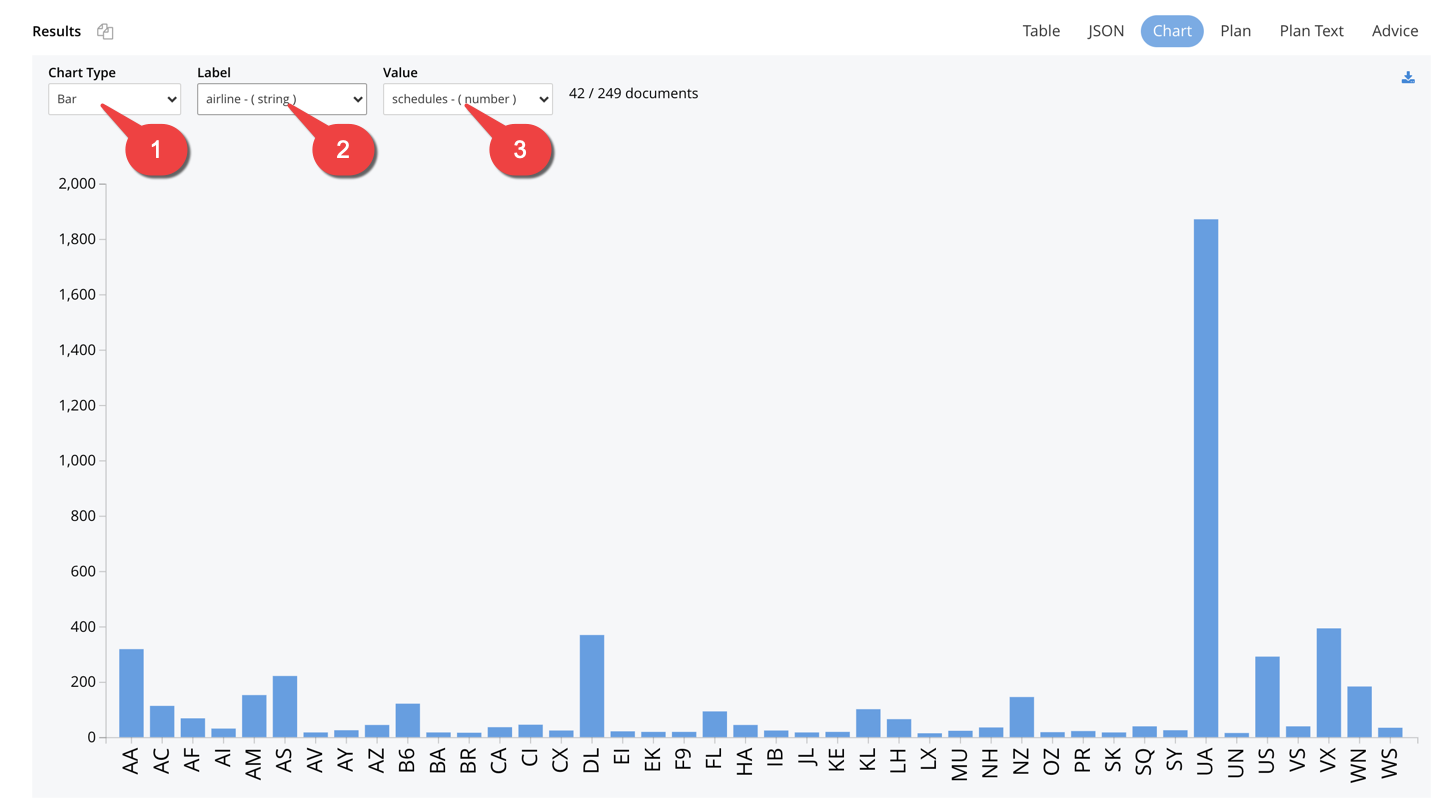 Results Table JSON Chart Plan Plan Text Advice
Chart Type Label Value
Bar airline - ( string ) schedules - ( number ) 42 / 249 documents
1 2 3
2,000
1,800
1,600
1,400
1,200
1,000
800
600
400
200
0
AA AC AF AI AM AS AV AY AZ B6 BA BR CA CI CX DL EI EK F9 FL HA IB JL KE KL LH LX MU NH NZ OZ PR SK SQ SY UA UN US VS VX WN WS